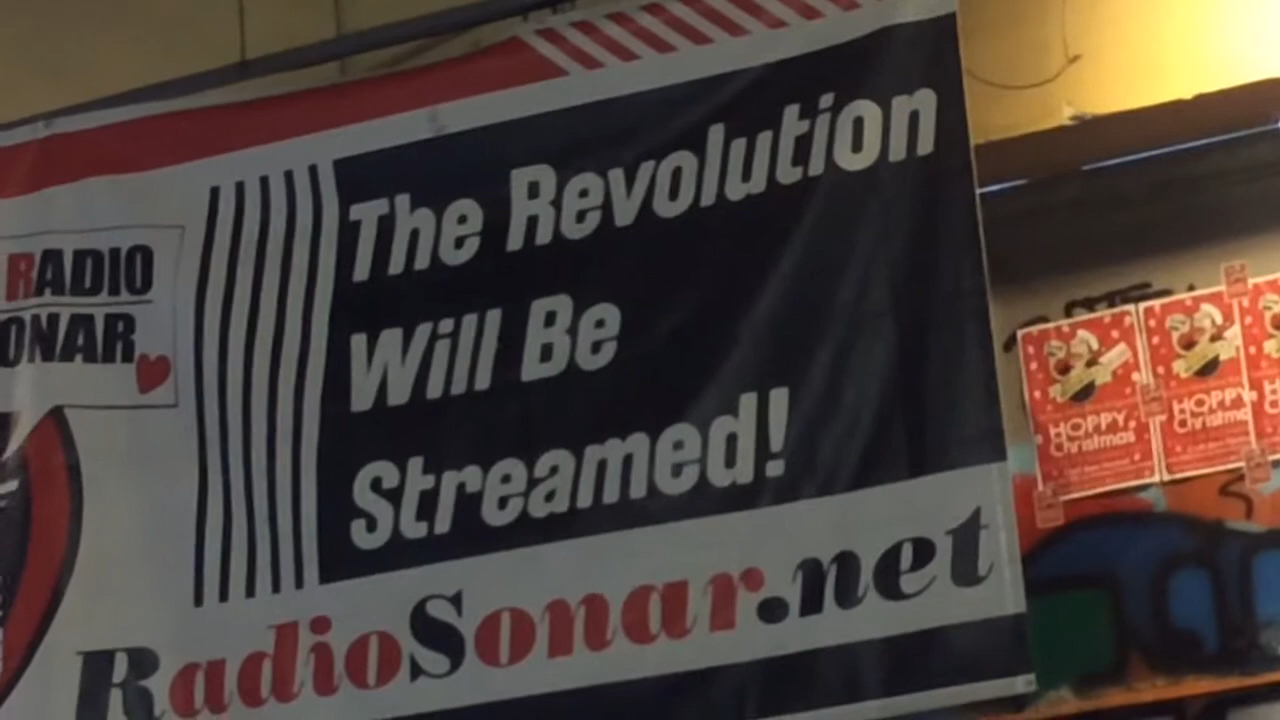 RADIO
ONAR
The Revolution
Will Be
Streamed!
RadioSonar.net
HOPPY
Christmas
HOPPY
Christmas